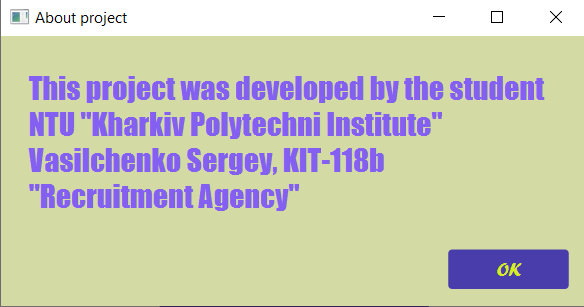 About project
This project was developed by the student
NTU "Kharkiv Polytechni Institute"
Vasilchenko Sergey, KIT-118b
"Recruitment Agency"
OK